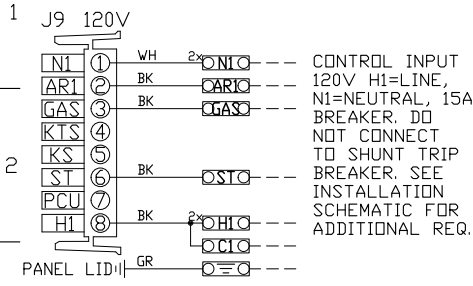 1
J9 120V
N1 1 WH 2x N1
AR1 2 BK AR1
GAS 3 BK GAS
KTS 4
KS 5
ST 6 BK ST
PCU 7
H1 8 BK 2x H1
C1
PANEL LID GR
2
CONTROL INPUT
120V H1=LINE,
N1=NEUTRAL, 15A
BREAKER. DO
NOT CONNECT
TO SHUNT TRIP
BREAKER. SEE
INSTALLATION
SCHEMATIC FOR
ADDITIONAL REQ.